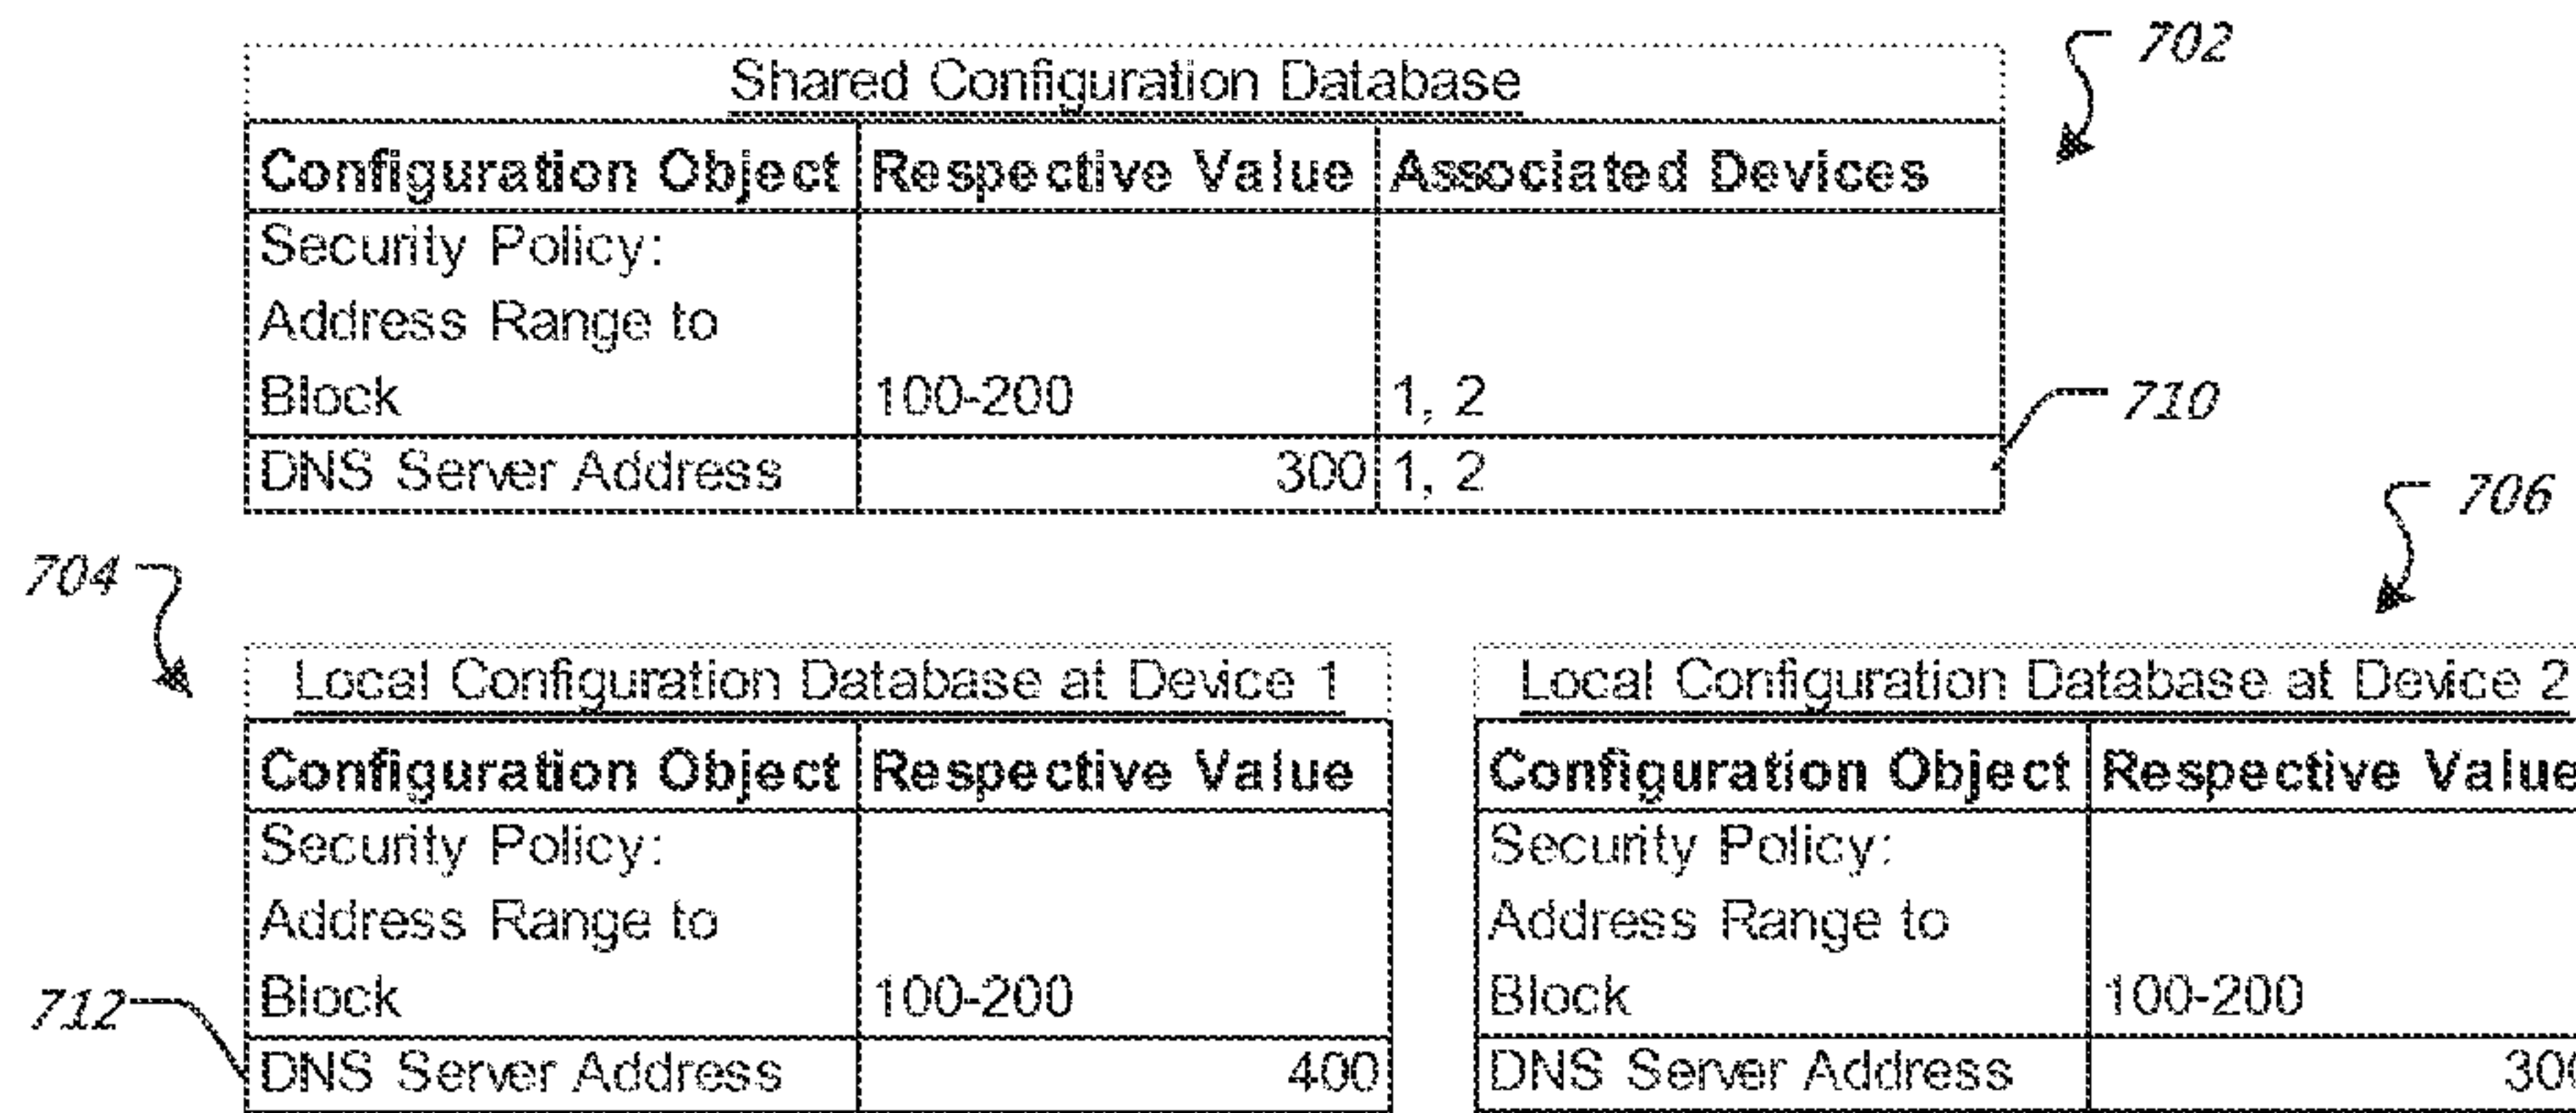 702
Shared Configuration Database
Configuration Object Respective Value Associated Devices
Security Policy:
Address Range to
Block 100-200 1, 2
710
DNS Server Address 300 1, 2
706
704
Local Configuration Database at Device 1
Configuration Object Respective Value
Security Policy:
Address Range to
Block 100-200
712
DNS Server Address 400
Local Configuration Database at Device 2
Configuration Object Respective Value
Security Policy:
Address Range to
Block 100-200
DNS Server Address 300